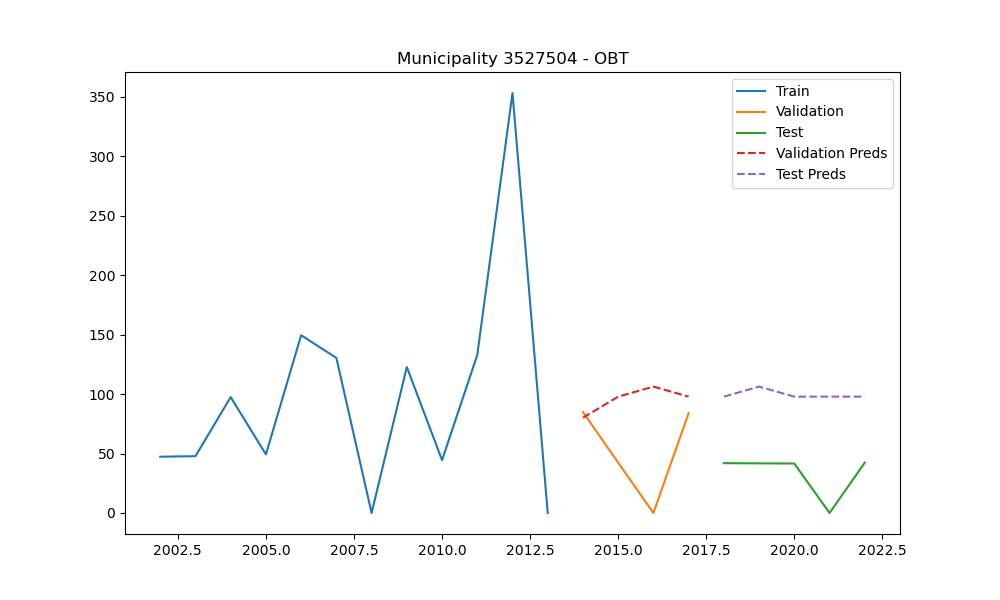 Municipality 3527504 - OBT
350
300
250
200
150
100
50
0
2002.5
2005.0
2007.5
2010.0
2012.5
2015.0
2017.5
2020.0
2022.5
Train
Validation
Test
Validation Preds
Test Preds